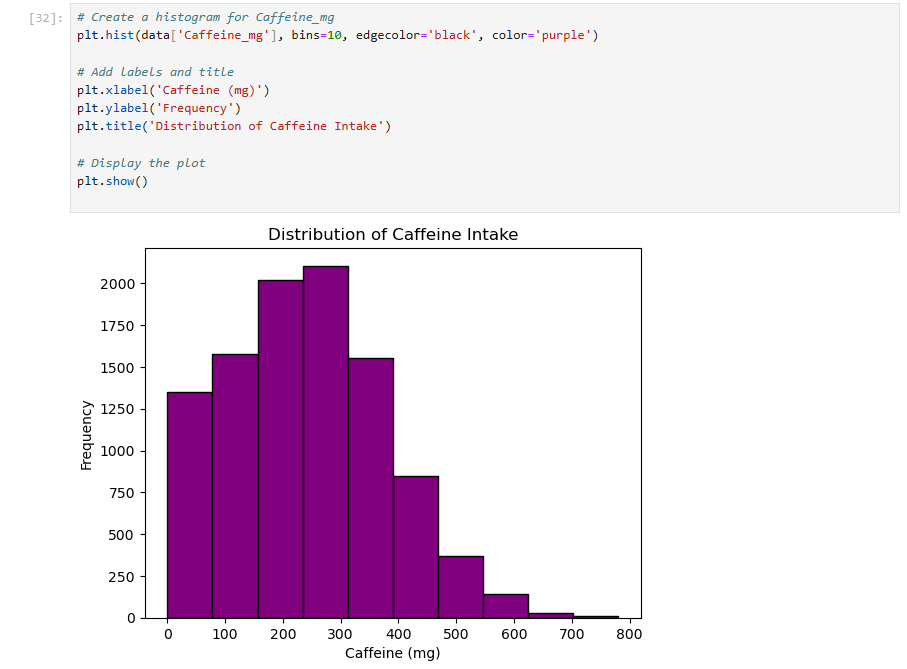 [32]:
# Create a histogram for Caffeine_mg
plt.hist(data['Caffeine_mg'], bins=10, edgecolor='black', color='purple')
# Add labels and title
plt.xlabel('Caffeine (mg)')
plt.ylabel('Frequency')
plt.title('Distribution of Caffeine Intake')
# Display the plot
plt.show()
Distribution of Caffeine Intake
2000
1750
1500
1250
1000
750
500
250
0
Frequency
0 100 200 300 400 500 600 700 800
Caffeine (mg)